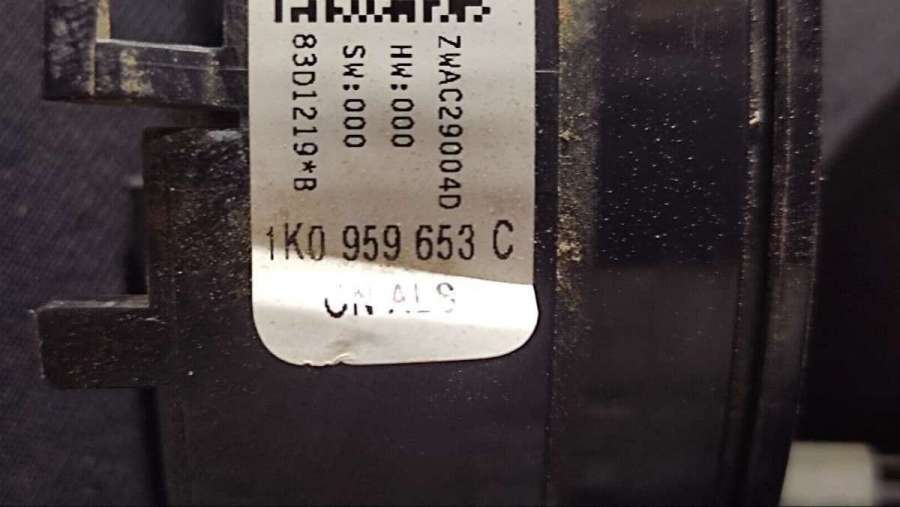 ZWAC29004D
HW:000
SW:000
83D1219*B
1K0 959 653 C